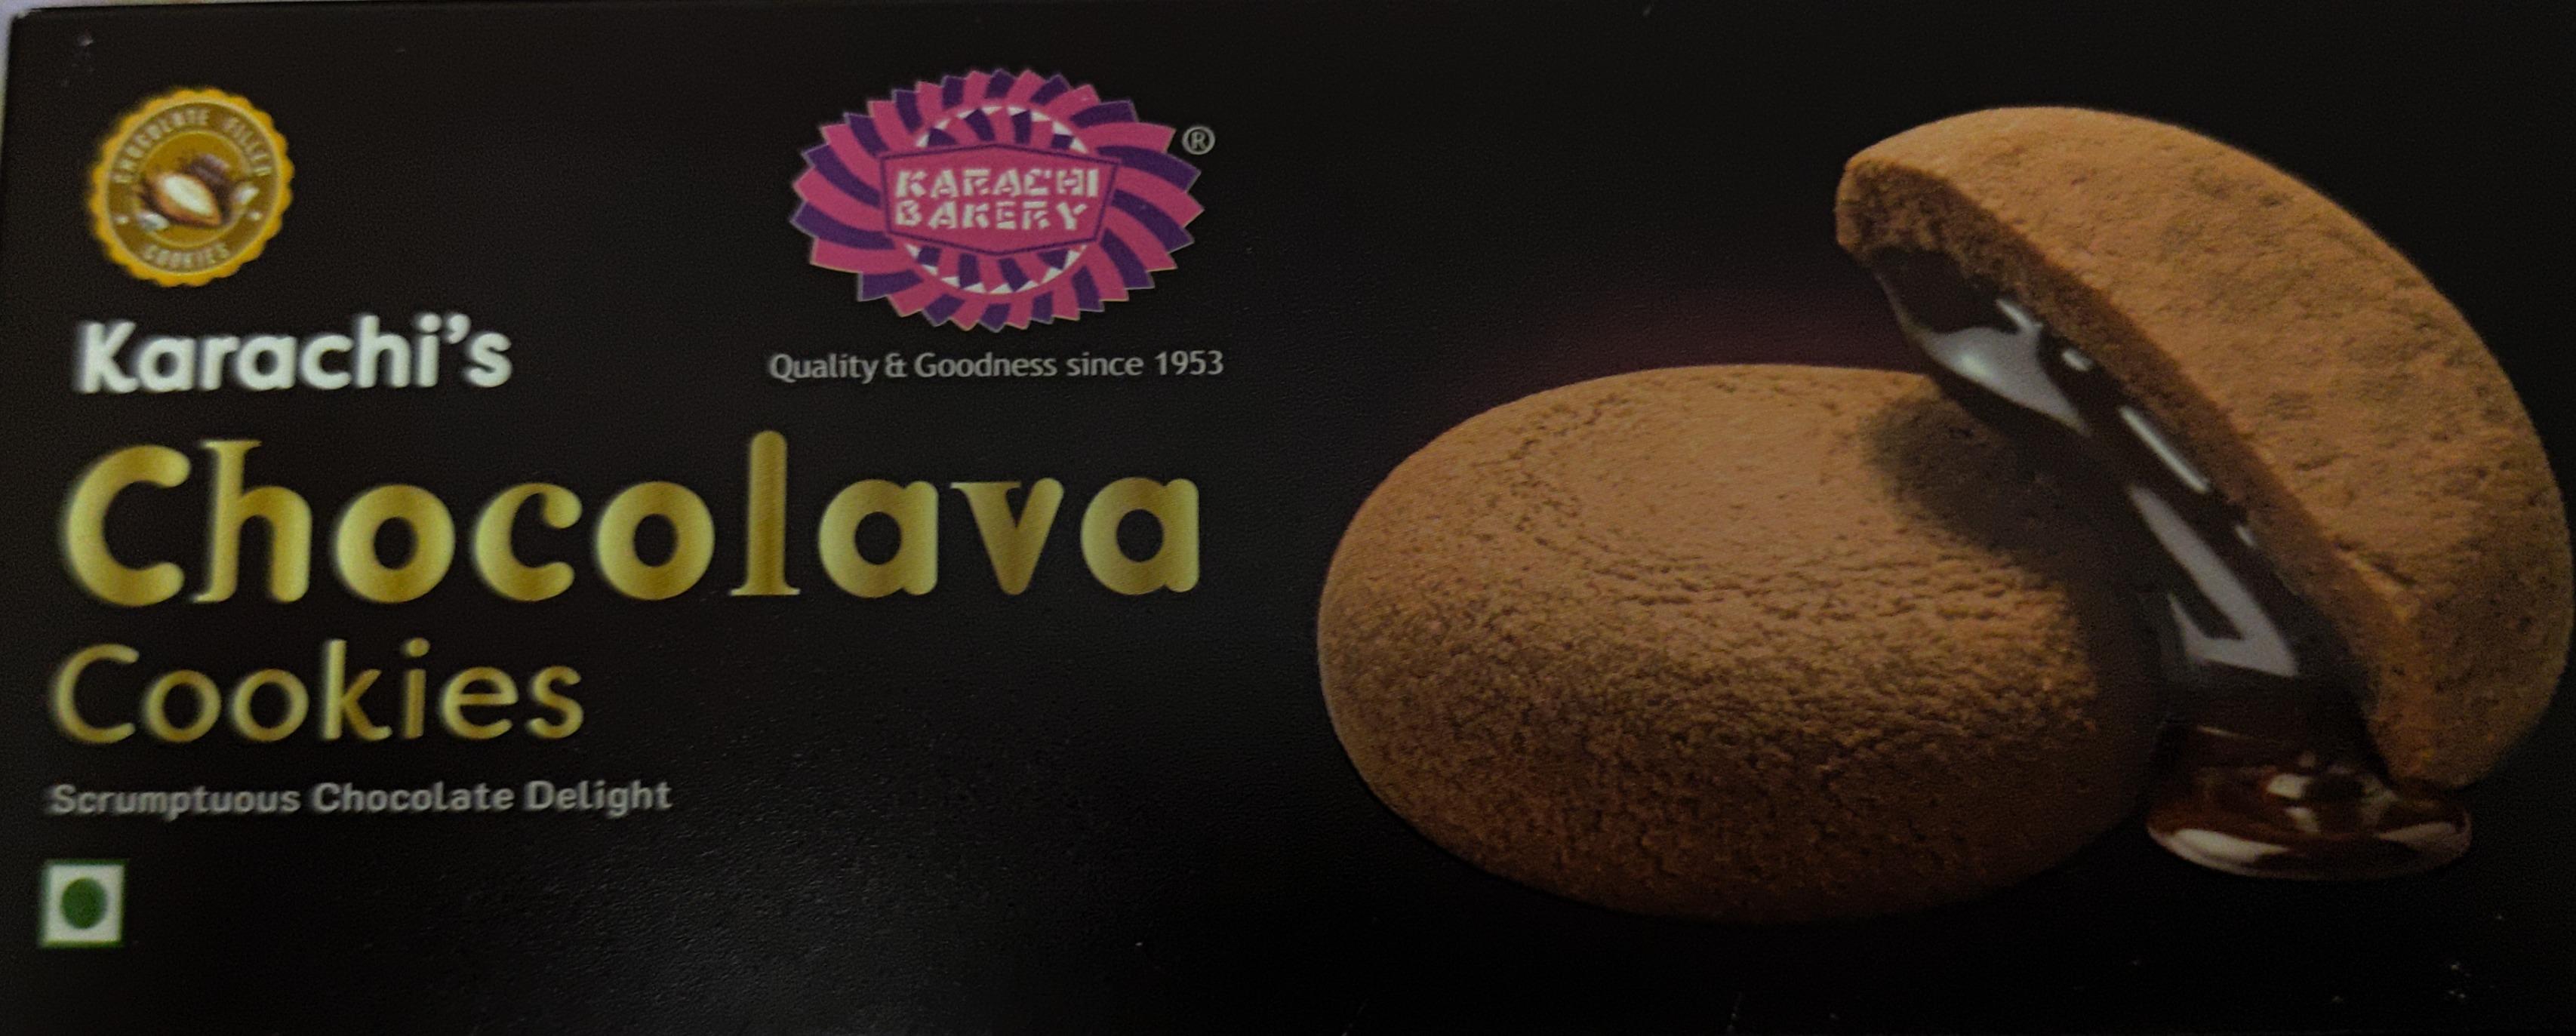 CHOCOLATE FILLED
COOKIES
KARACHI
BAKERY
®
Quality & Goodness since 1953
Karachi's
Chocolava
Cookies
Scrumptuous Chocolate Delight